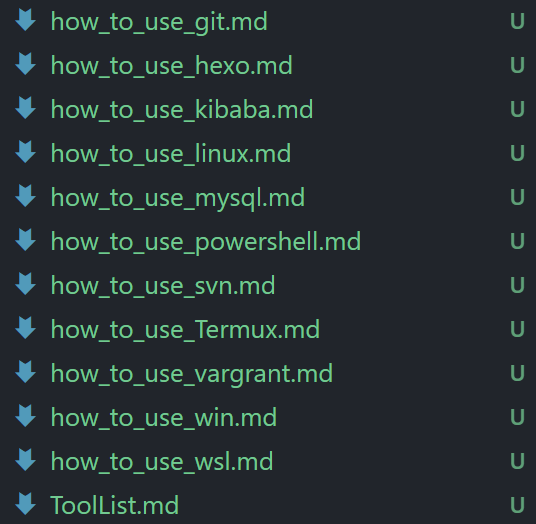 how_to_use_git.md U
how_to_use_hexo.md U
how_to_use_kibaba.md U
how_to_use_linux.md U
how_to_use_mysql.md U
how_to_use_powershell.md U
how_to_use_svn.md U
how_to_use_Termux.md U
how_to_use_vargrant.md U
how_to_use_win.md U
how_to_use_wsl.md U
ToolList.md U